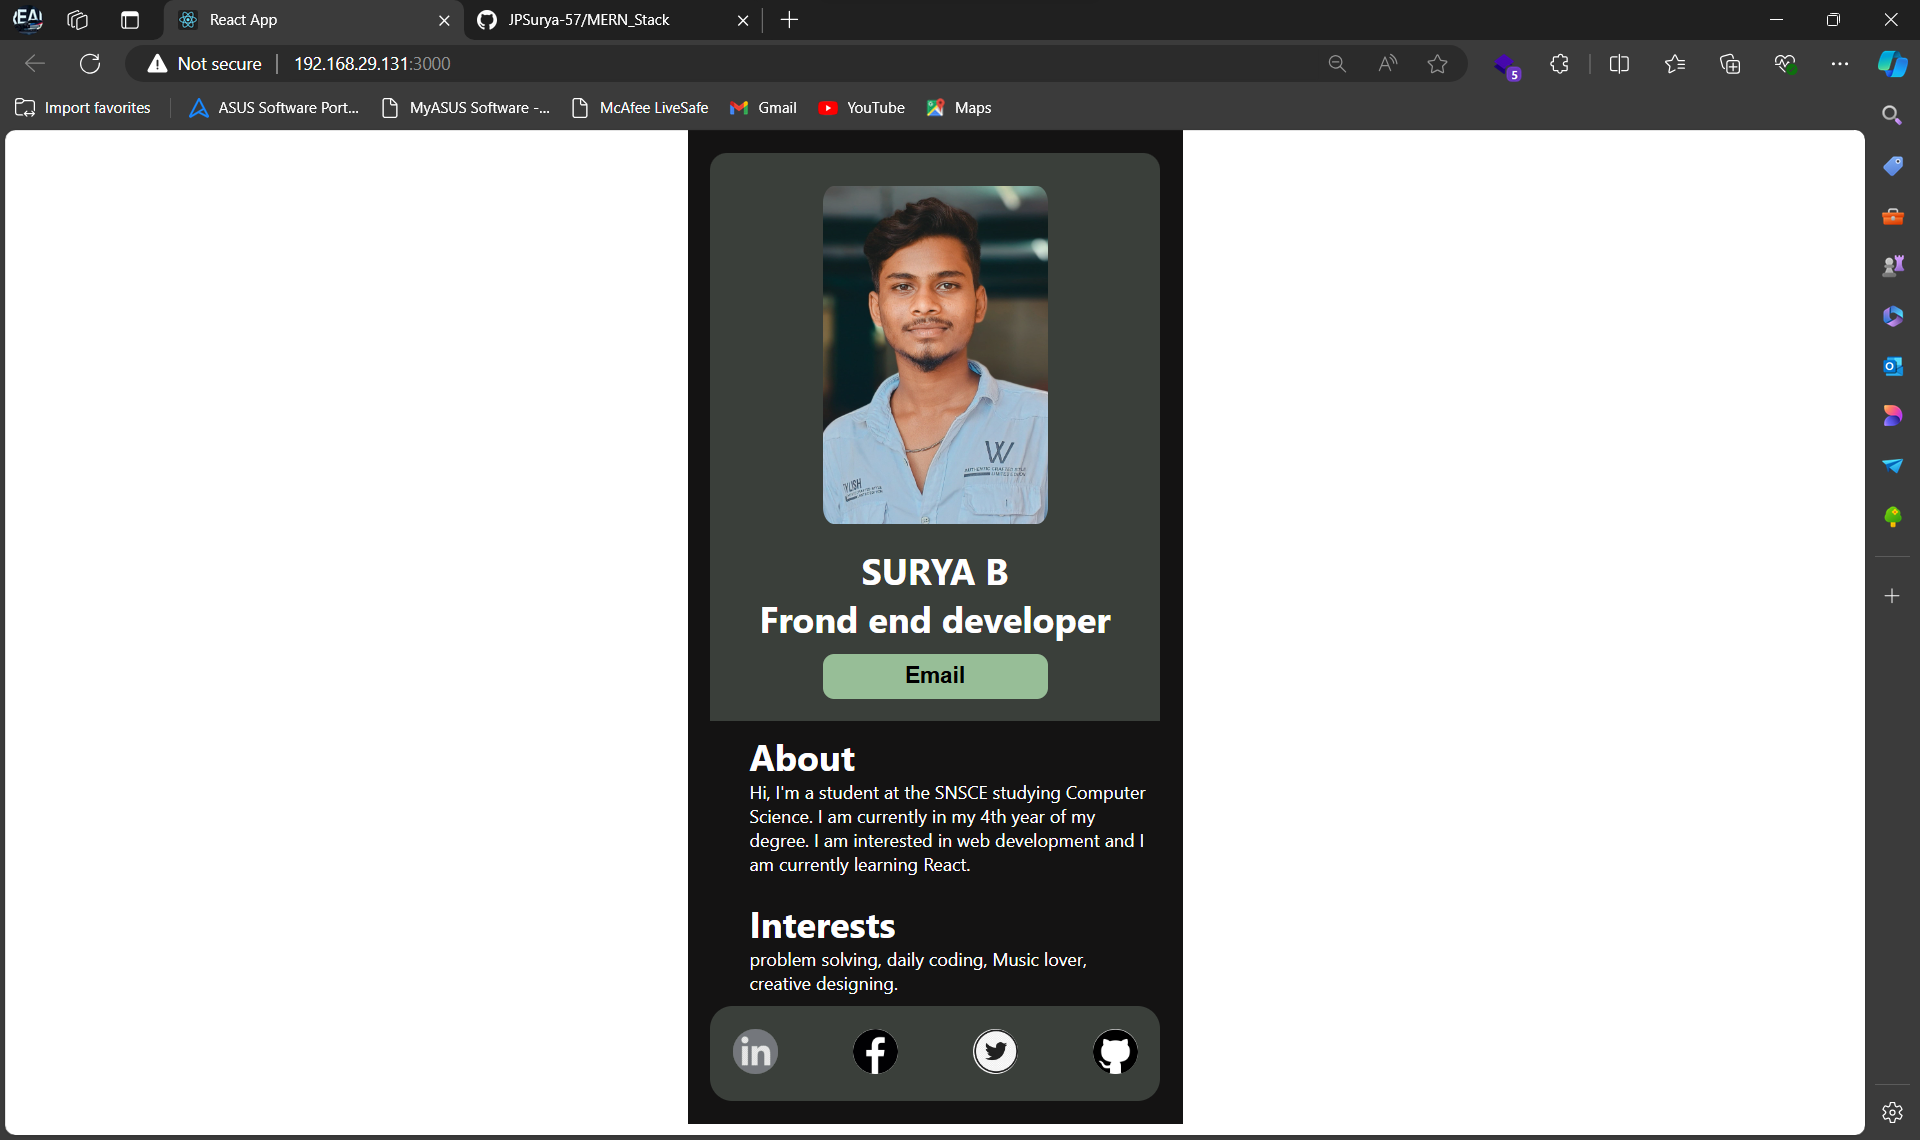 React App
JPSurya-57/MERN_Stack
Not secure
192.168.29.131:3000
5
Import favorites
ASUS Software Port...
MyASUS Software -...
McAfee LiveSafe
Gmail
YouTube
Maps
W
SURYA B
Frond end developer
Email
About
Hi, I'm a student at the SNSCE studying Computer
Science. I am currently in my 4th year of my
degree. I am interested in web development and I
am currently learning React.
Interests
problem solving, daily coding, Music lover,
creative designing.
in